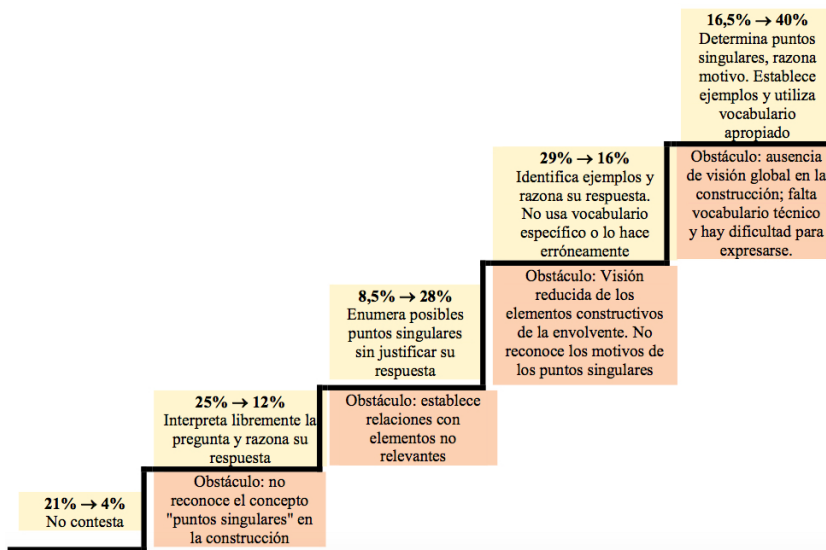 16,5% → 40%
Determina puntos
singulares, razona
motivo. Establece
ejemplos y utiliza
vocabulario
apropiado
Obstáculo: ausencia
de visión global en la
construcción; falta
vocabulario técnico
y hay dificultad para
expresarse.
29% → 16%
Identifica ejemplos y
razona su respuesta.
No usa vocabulario
específico o lo hace
erróneamente
Obstáculo: Visión
reducida de los
elementos constructivos
de la envolvente. No
reconoce los motivos de
los puntos singulares
8,5% → 28%
Enumera posibles
puntos singulares
sin justificar su
respuesta
Obstáculo: establece
relaciones con
elementos no
relevantes
25% → 12%
Interpreta libremente la
pregunta y razona su
respuesta
Obstáculo: no
reconoce el concepto
"puntos singulares" en
la construcción
21% → 4%
No contesta